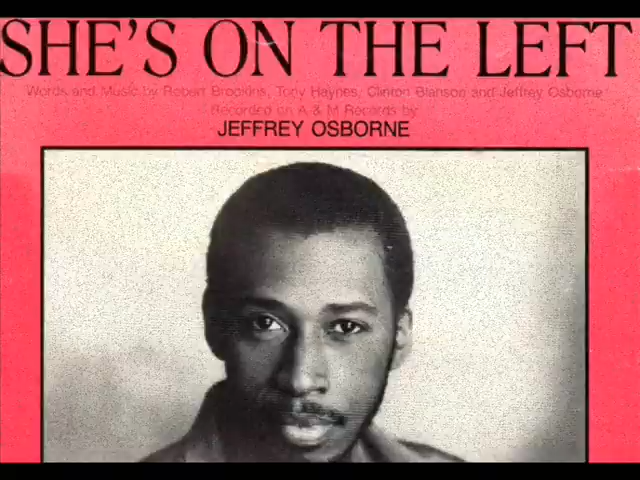 SHE'S ON THE LEFT
Words and Music by Robert Brookins, Tony Haynes, Clinton Blanson and Jeffrey Osborne
Recorded on A & M Records by
JEFFREY OSBORNE